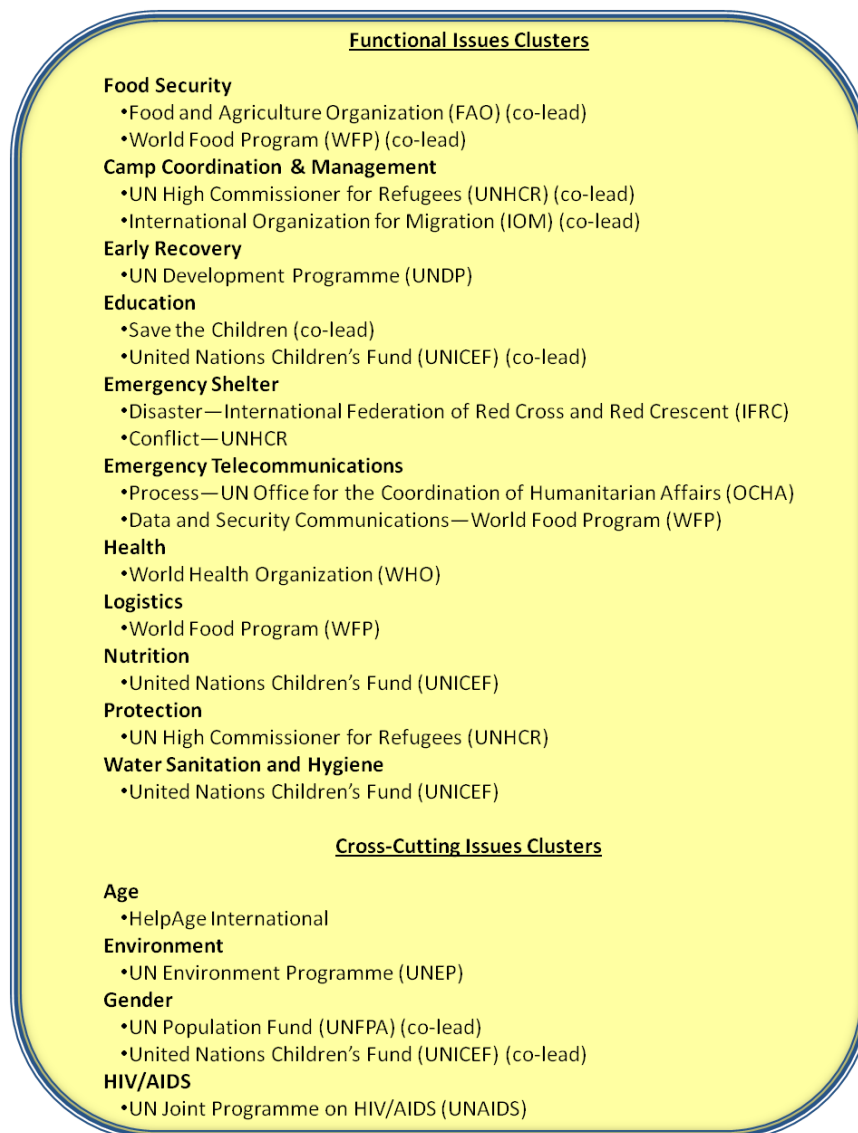 Functional Issues Clusters
Food Security
•Food and Agriculture Organization (FAO) (co-lead)
•World Food Program (WFP) (co-lead)
Camp Coordination & Management
•UN High Commissioner for Refugees (UNHCR) (co-lead)
•International Organization for Migration (IOM) (co-lead)
Early Recovery
•UN Development Programme (UNDP)
Education
•Save the Children (co-lead)
•United Nations Children’s Fund (UNICEF) (co-lead)
Emergency Shelter
•Disaster—International Federation of Red Cross and Red Crescent (IFRC)
•Conflict—UNHCR
Emergency Telecommunications
•Process—UN Office for the Coordination of Humanitarian Affairs (OCHA)
•Data and Security Communications—World Food Program (WFP)
Health
•World Health Organization (WHO)
Logistics
•World Food Program (WFP)
Nutrition
•United Nations Children’s Fund (UNICEF)
Protection
•UN High Commissioner for Refugees (UNHCR)
Water Sanitation and Hygiene
•United Nations Children’s Fund (UNICEF)
Cross-Cutting Issues Clusters
Age
•HelpAge International
Environment
•UN Environment Programme (UNEP)
Gender
•UN Population Fund (UNFPA) (co-lead)
•United Nations Children’s Fund (UNICEF) (co-lead)
HIV/AIDS
•UN Joint Programme on HIV/AIDS (UNAIDS)